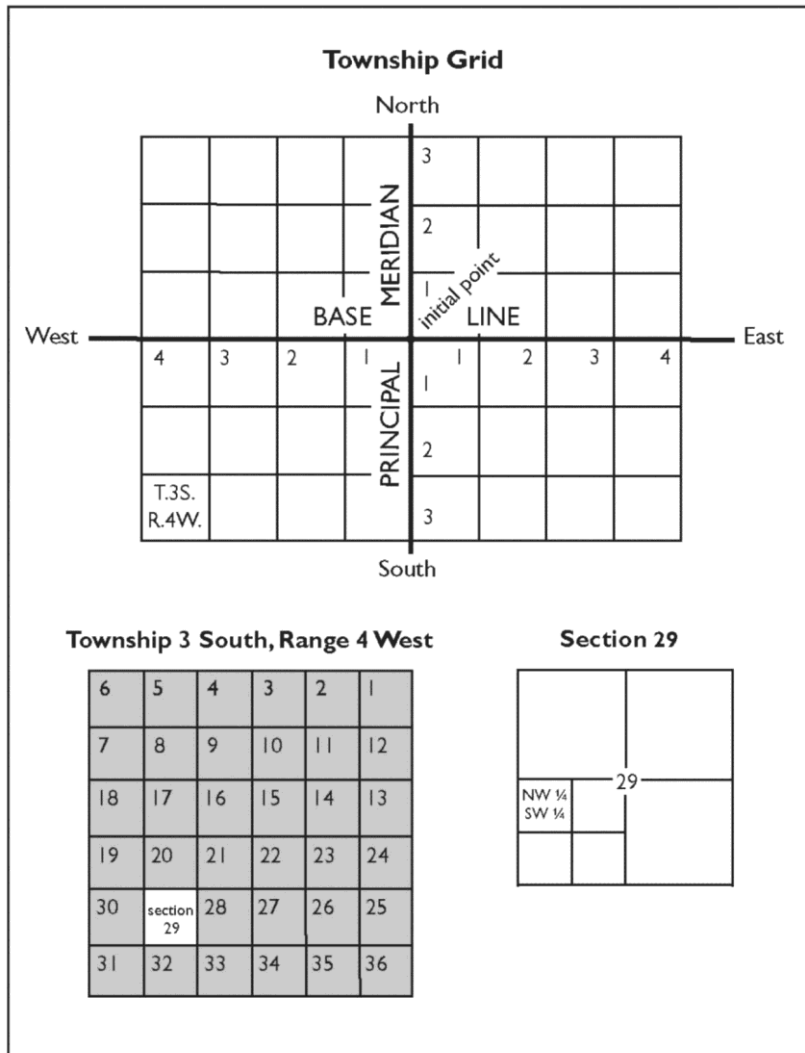 Township Grid
North
3
2
MERIDIAN
1
initial point
BASE
LINE
West
East
4 3 2 1 1 2 3 4
PRINCIPAL
1
2
T.3S.
R.4W.
3
South
Township 3 South, Range 4 West
6 5 4 3 2 1
7 8 9 10 11 12
18 17 16 15 14 13
19 20 21 22 23 24
30 section 29 28 27 26 25
31 32 33 34 35 36
Section 29
29
NW ¼
SW ¼